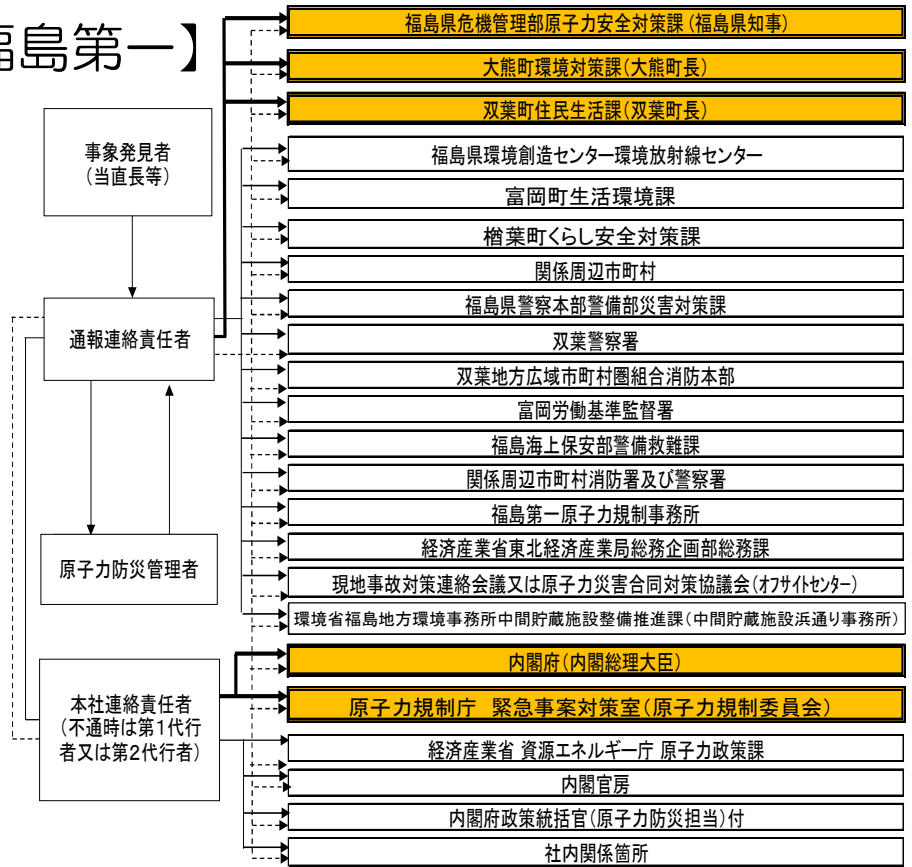 福島第一】
福島県危機管理部原子力安全対策課(福島県知事)
大熊町環境対策課(大熊町長)
双葉町住民生活課(双葉町長)
事象発見者
(当直長等)
福島県環境創造センター環境放射線センター
富岡町生活環境課
楢葉町くらし安全対策課
関係周辺市町村
福島県警察本部警備部災害対策課
通報連絡責任者
双葉警察署
双葉地方広域市町村圏組合消防本部
富岡労働基準監督署
福島海上保安部警備救難課
関係周辺市町村消防署及び警察署
福島第一原子力規制事務所
原子力防災管理者
経済産業省東北経済産業局総務企画部総務課
現地事故対策連絡会議又は原子力災害合同対策協議会(オフサイトセンター)
環境省福島地方環境事務所中間貯蔵施設整備推進課(中間貯蔵施設浜通り事務所)
本社連絡責任者
(不通時は第1代行
者又は第2代行者)
内閣府(内閣総理大臣)
原子力規制庁 緊急事案対策室(原子力規制委員会)
経済産業省 資源エネルギー庁 原子力政策課
内閣官房
内閣府政策統括官(原子力防災担当)付
社内関係箇所